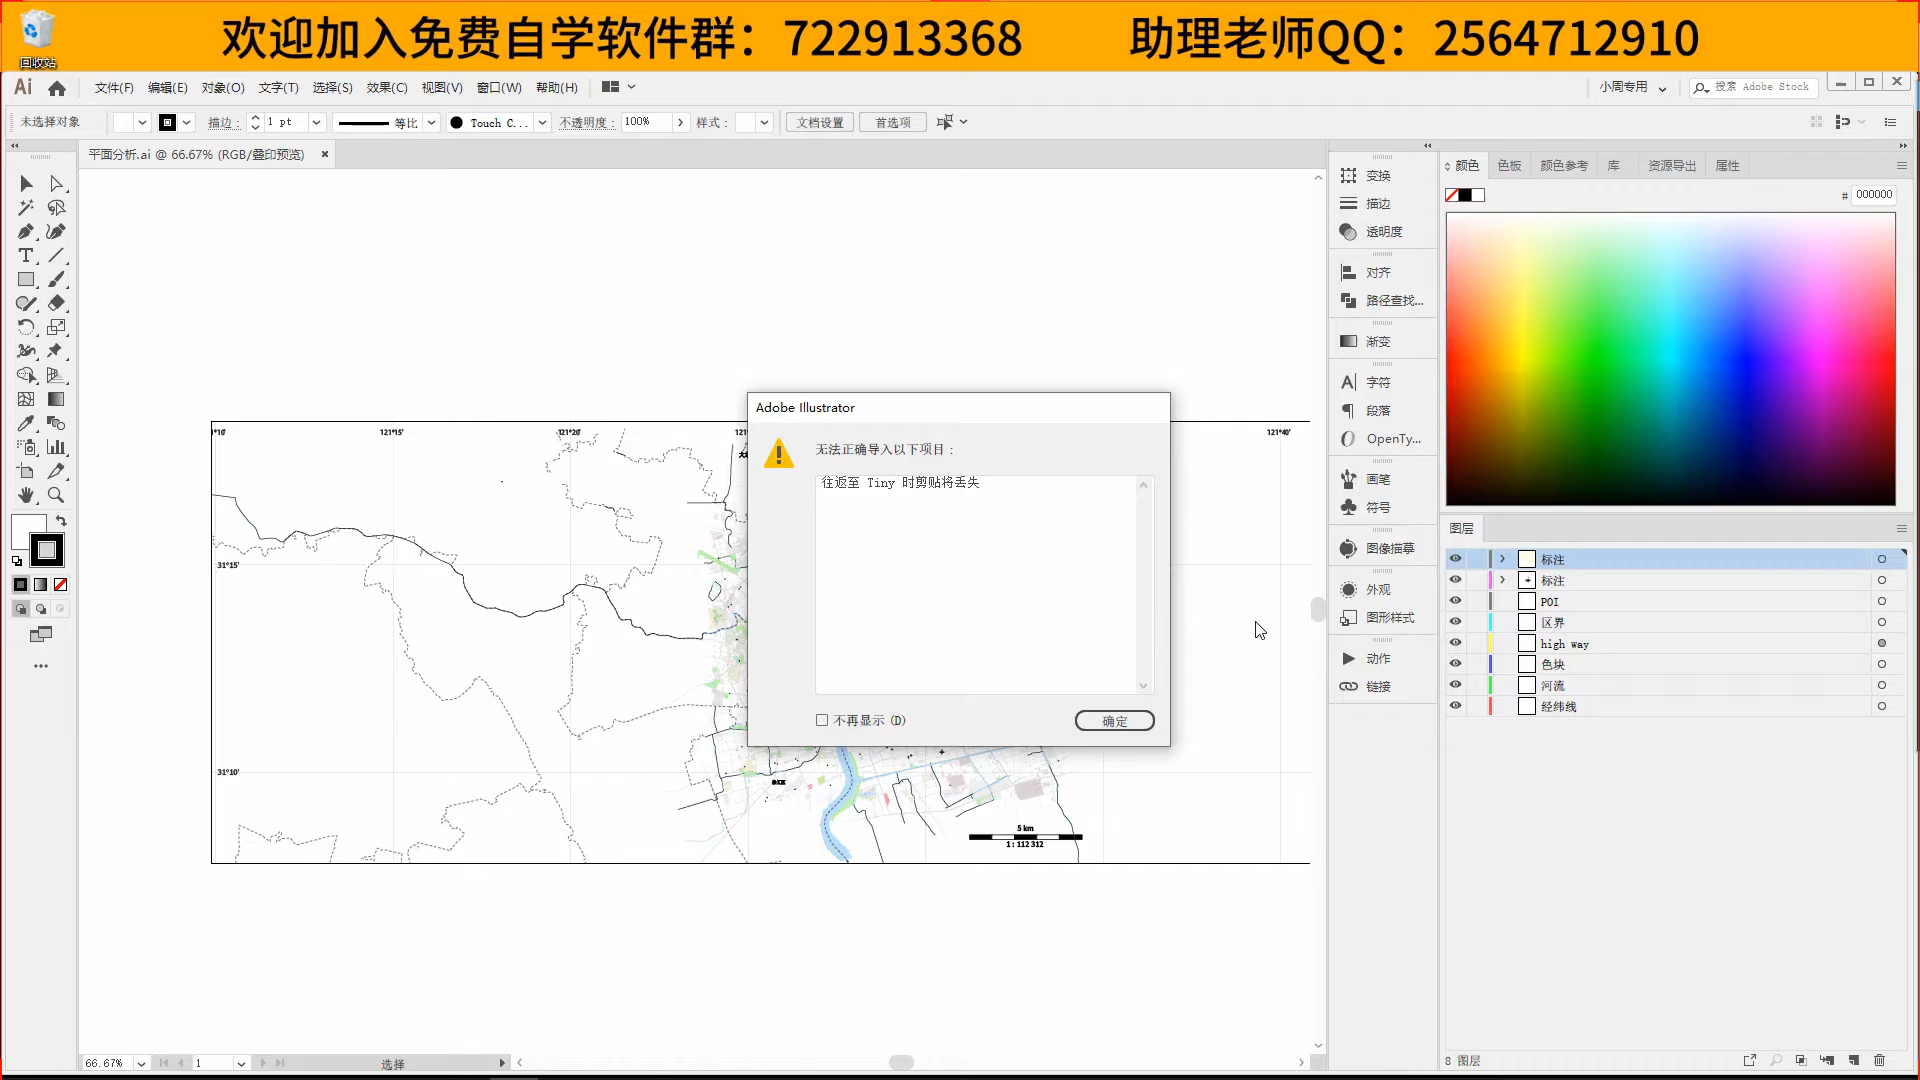 欢迎加入免费自学软件群：722913368 助理老师QQ：2564712910
回收站
Ai 文件(F) 编辑(E) 对象(O) 文字(T) 选择(S) 效果(C) 视图(V) 窗口(W) 帮助(H) 小周专用 搜索 Adobe Stock
未选择对象 描边： 1 pt 等比 Touch C... 不透明度： 100% 样式： 文档设置 首选项
平面分析.ai @ 66.67% (RGB/叠印预览)
变换
描边
透明度
对齐
路径查找...
渐变
字符
段落
OpenTy...
画笔
符号
图像描摹
外观
图形样式
动作
链接
颜色 色板 颜色参考 库 资源导出 属性
# 000000
图层
标注
标注
POI
区界
high way
色块
河流
经纬线
8 图层
Adobe Illustrator
无法正确导入以下项目：
往返至 Tiny 时剪贴将丢失
不再显示 (D)
确定
121°15' 121°20' 121°40'
31°15'
31°10'
5 km
1 : 112 312
66.67% 1 选择